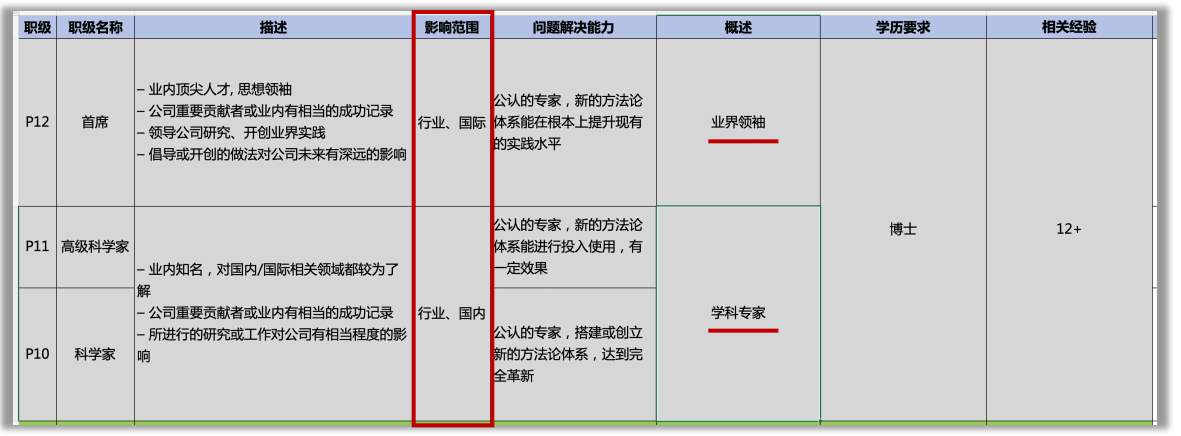 职级 职级名称 描述 影响范围 问题解决能力 概述 学历要求 相关经验
P12 首席
– 业内顶尖人才, 思想领袖
– 公司重要贡献者或业内有相当的成功记录
– 领导公司研究、开创业界实践
– 倡导或开创的做法对公司未来有深远的影响
行业、国际
公认的专家，新的方法论
体系能在根本上提升现有
的实践水平
业界领袖
P11 高级科学家
公认的专家，新的方法论
体系能进行投入使用，有
一定效果
P10 科学家
– 业内知名，对国内/国际相关领域都较为了
解
– 公司重要贡献者或业内有相当的成功记录
– 所进行的研究或工作对公司有相当程度的影
响
行业、国内
公认的专家，搭建或创立
新的方法论体系，达到完
全革新
学科专家
博士
12+